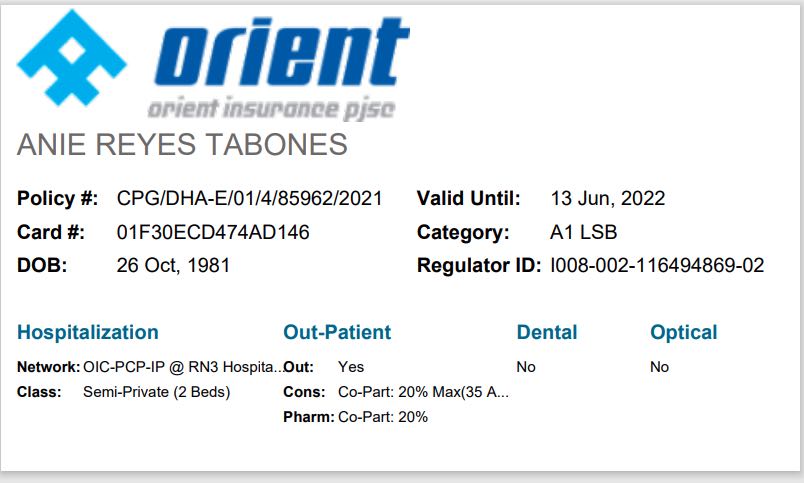 orient
orient insurance pjsc
ANIE REYES TABONES
Policy #: CPG/DHA-E/01/4/85962/2021 Valid Until: 13 Jun, 2022
Card #: 01F30ECD474AD146 Category: A1 LSB
DOB: 26 Oct, 1981 Regulator ID: I008-002-116494869-02
Hospitalization Out-Patient Dental Optical
Network: OIC-PCP-IP @ RN3 Hospita... Out: Yes No No
Class: Semi-Private (2 Beds) Cons: Co-Part: 20% Max(35 A...
Pharm: Co-Part: 20%